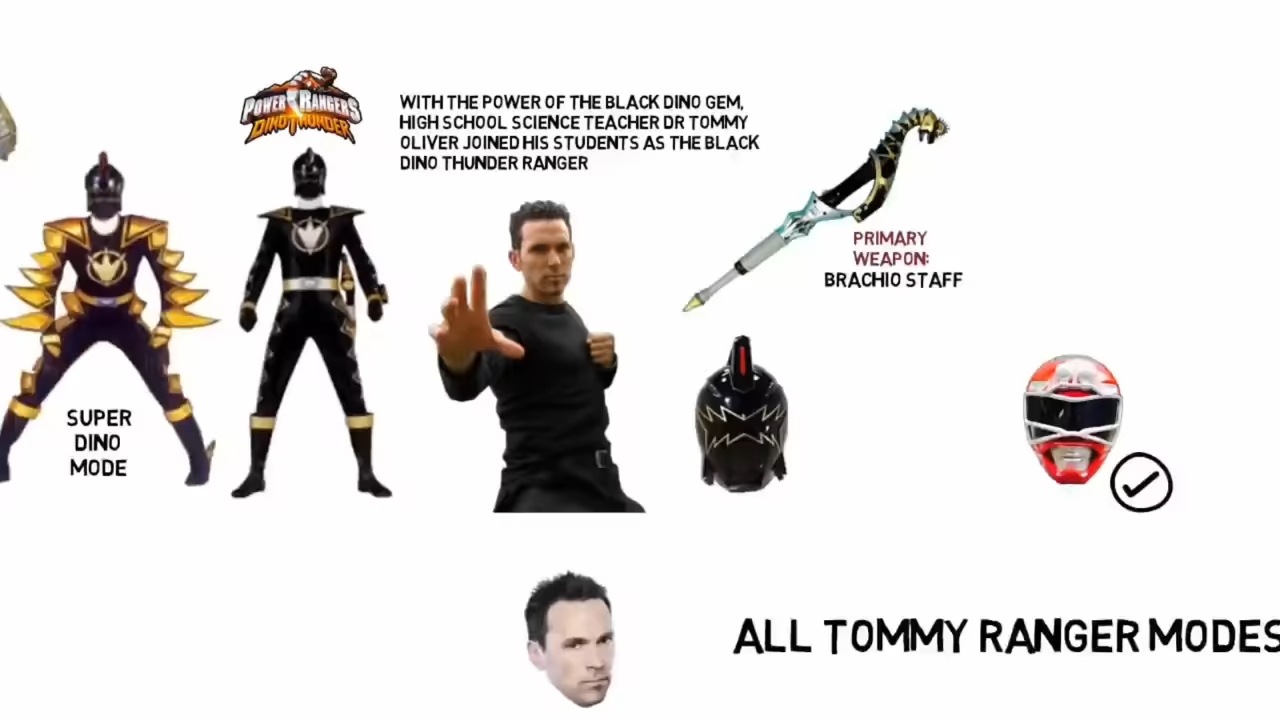 POWER RANGERS
DINO THUNDER
WITH THE POWER OF THE BLACK DINO GEM,
HIGH SCHOOL SCIENCE TEACHER DR TOMMY
OLIVER JOINED HIS STUDENTS AS THE BLACK
DINO THUNDER RANGER
PRIMARY
WEAPON:
BRACHIO STAFF
SUPER
DINO
MODE
ALL TOMMY RANGER MODES